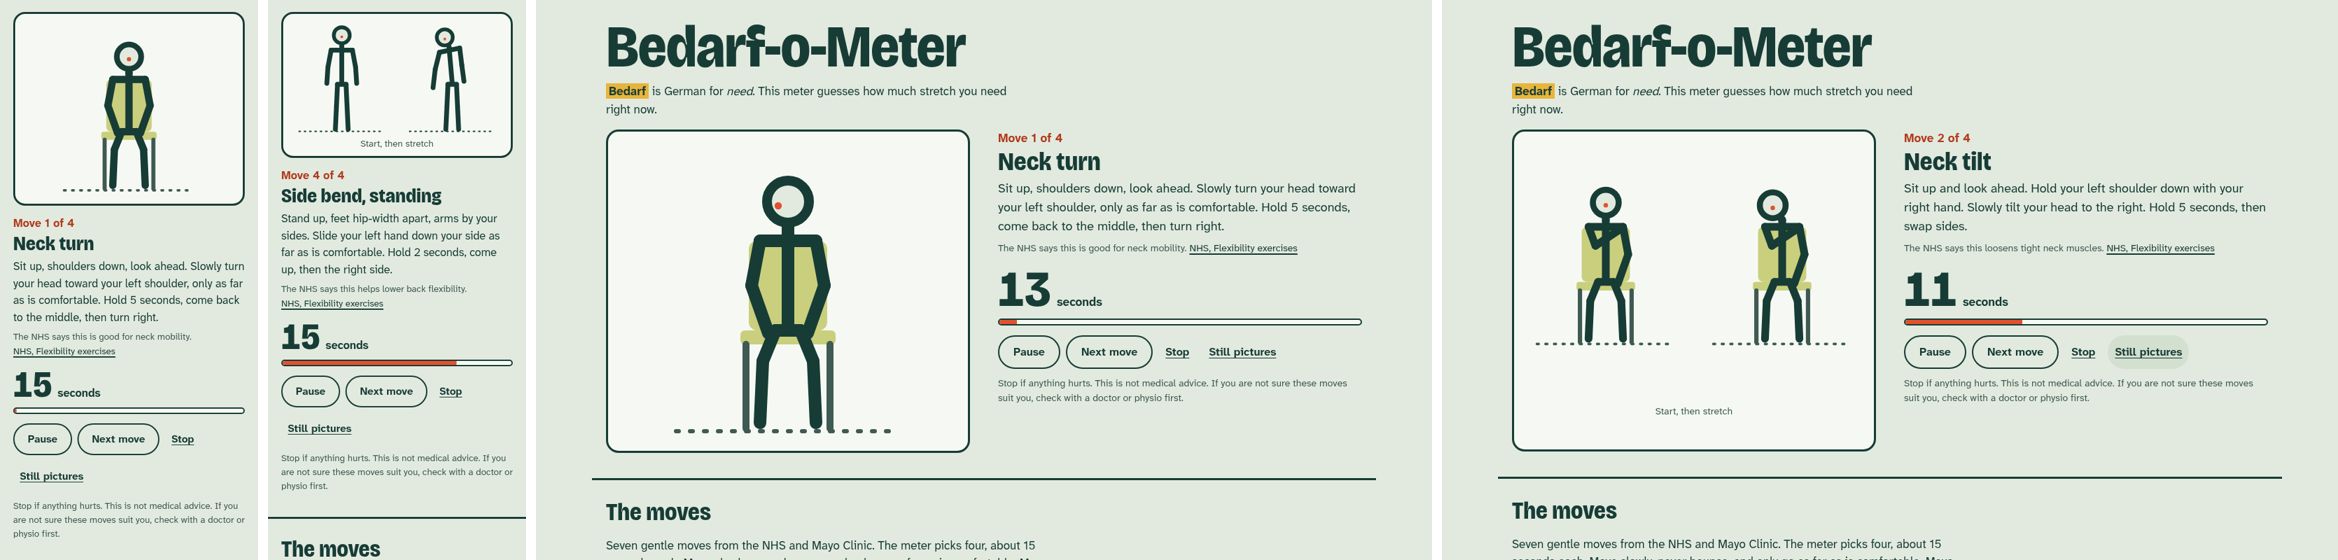 Move 1 of 4
Neck turn
Sit up, shoulders down, look ahead. Slowly turn
your head toward your left shoulder, only as far
as is comfortable. Hold 5 seconds, come back
to the middle, then turn right.
The NHS says this is good for neck mobility.
NHS, Flexibility exercises
15 seconds
Pause Next move Stop
Still pictures
Stop if anything hurts. This is not medical advice. If you
are not sure these moves suit you, check with a doctor or
physio first.
Start, then stretch
Move 4 of 4
Side bend, standing
Stand up, feet hip-width apart, arms by your
sides. Slide your left hand down your side as
far as is comfortable. Hold 2 seconds, come
up, then the right side.
The NHS says this helps lower back flexibility.
NHS, Flexibility exercises
15 seconds
Pause Next move Stop
Still pictures
Stop if anything hurts. This is not medical advice. If you
are not sure these moves suit you, check with a doctor or
physio first.
The moves
Bedarf-o-Meter
Bedarf is German for need. This meter guesses how much stretch you need
right now.
Move 1 of 4
Neck turn
Sit up, shoulders down, look ahead. Slowly turn your head toward
your left shoulder, only as far as is comfortable. Hold 5 seconds,
come back to the middle, then turn right.
The NHS says this is good for neck mobility. NHS, Flexibility exercises
13 seconds
Pause Next move Stop Still pictures
Stop if anything hurts. This is not medical advice. If you are not sure these moves
suit you, check with a doctor or physio first.
The moves
Seven gentle moves from the NHS and Mayo Clinic. The meter picks four, about 15
Bedarf-o-Meter
Bedarf is German for need. This meter guesses how much stretch you need
right now.
Start, then stretch
Move 2 of 4
Neck tilt
Sit up and look ahead. Hold your left shoulder down with your
right hand. Slowly tilt your head to the right. Hold 5 seconds, then
swap sides.
The NHS says this loosens tight neck muscles. NHS, Flexibility exercises
11 seconds
Pause Next move Stop Still pictures
Stop if anything hurts. This is not medical advice. If you are not sure these moves
suit you, check with a doctor or physio first.
The moves
Seven gentle moves from the NHS and Mayo Clinic. The meter picks four, about 15